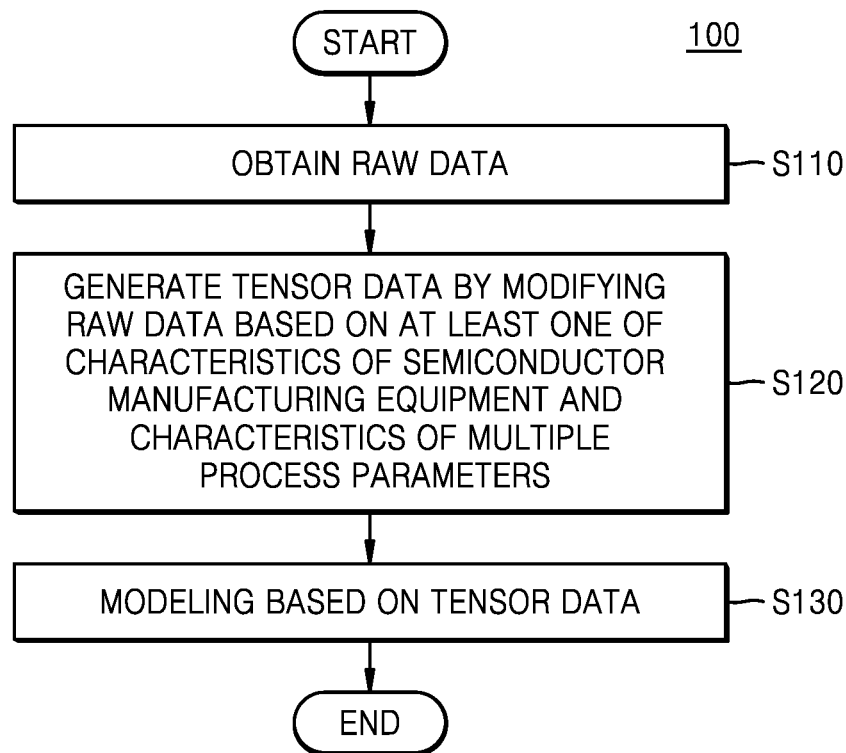 START
100
OBTAIN RAW DATA
S110
GENERATE TENSOR DATA BY MODIFYING
RAW DATA BASED ON AT LEAST ONE OF
CHARACTERISTICS OF SEMICONDUCTOR
MANUFACTURING EQUIPMENT AND
CHARACTERISTICS OF MULTIPLE
PROCESS PARAMETERS
S120
MODELING BASED ON TENSOR DATA
S130
END